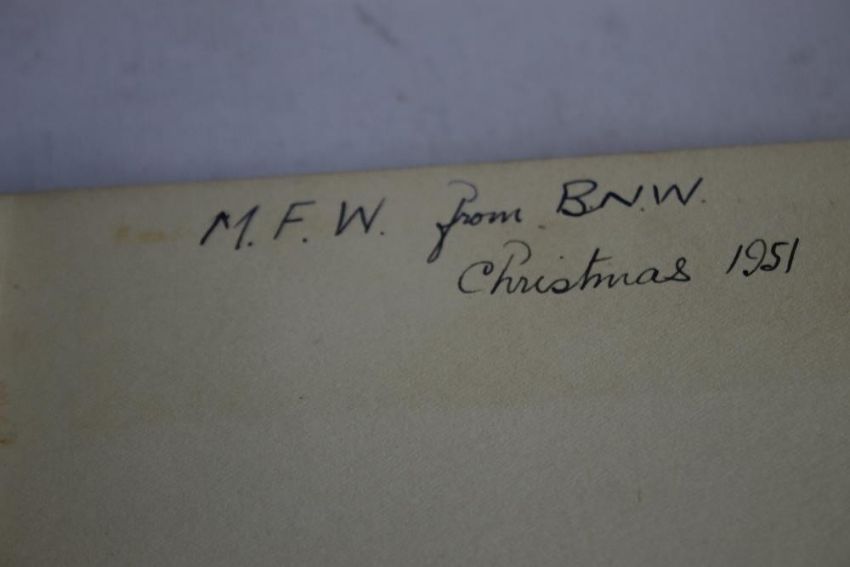 M. F. W. from B.N.W.
Christmas 1951